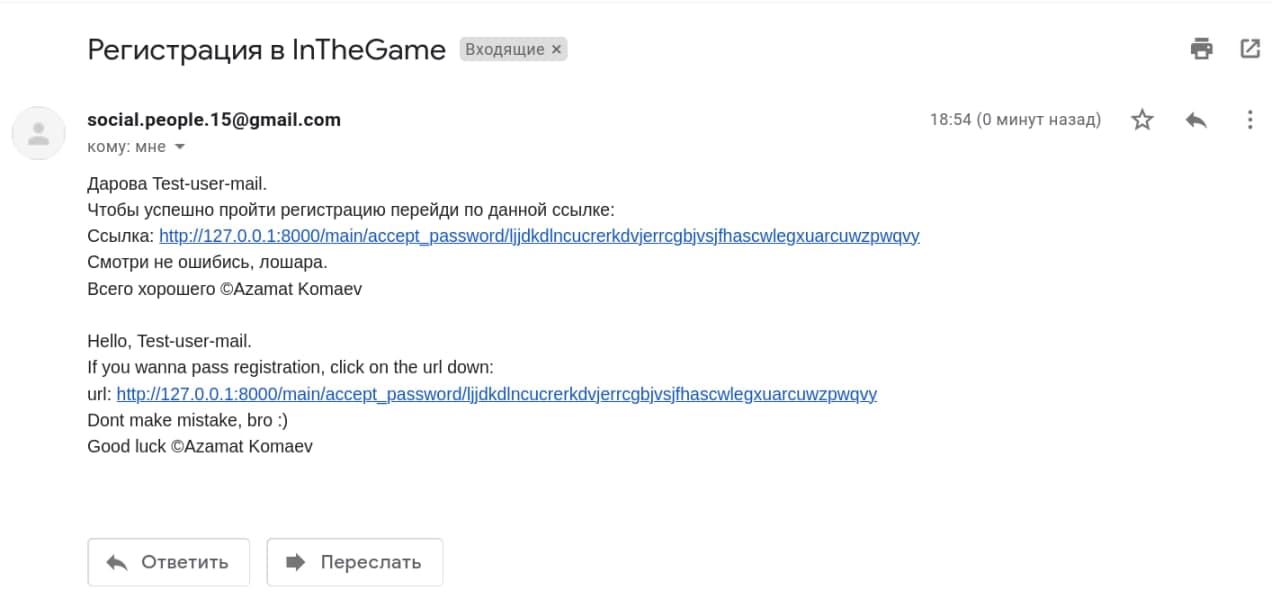 Регистрация в InTheGame Входящие ×
social.people.15@gmail.com 18:54 (0 минут назад)
кому: мне
Дарова Test-user-mail.
Чтобы успешно пройти регистрацию перейди по данной ссылке:
Ссылка: http://127.0.0.1:8000/main/accept_password/ljjdkdlncucrerkdvjerrcgbjvsjfhascwlegxuarcuwzpwqvy
Смотри не ошибись, лошара.
Всего хорошего ©Azamat Komaev
Hello, Test-user-mail.
If you wanna pass registration, click on the url down:
url: http://127.0.0.1:8000/main/accept_password/ljjdkdlncucrerkdvjerrcgbjvsjfhascwlegxuarcuwzpwqvy
Dont make mistake, bro :)
Good luck ©Azamat Komaev
Ответить Переслать